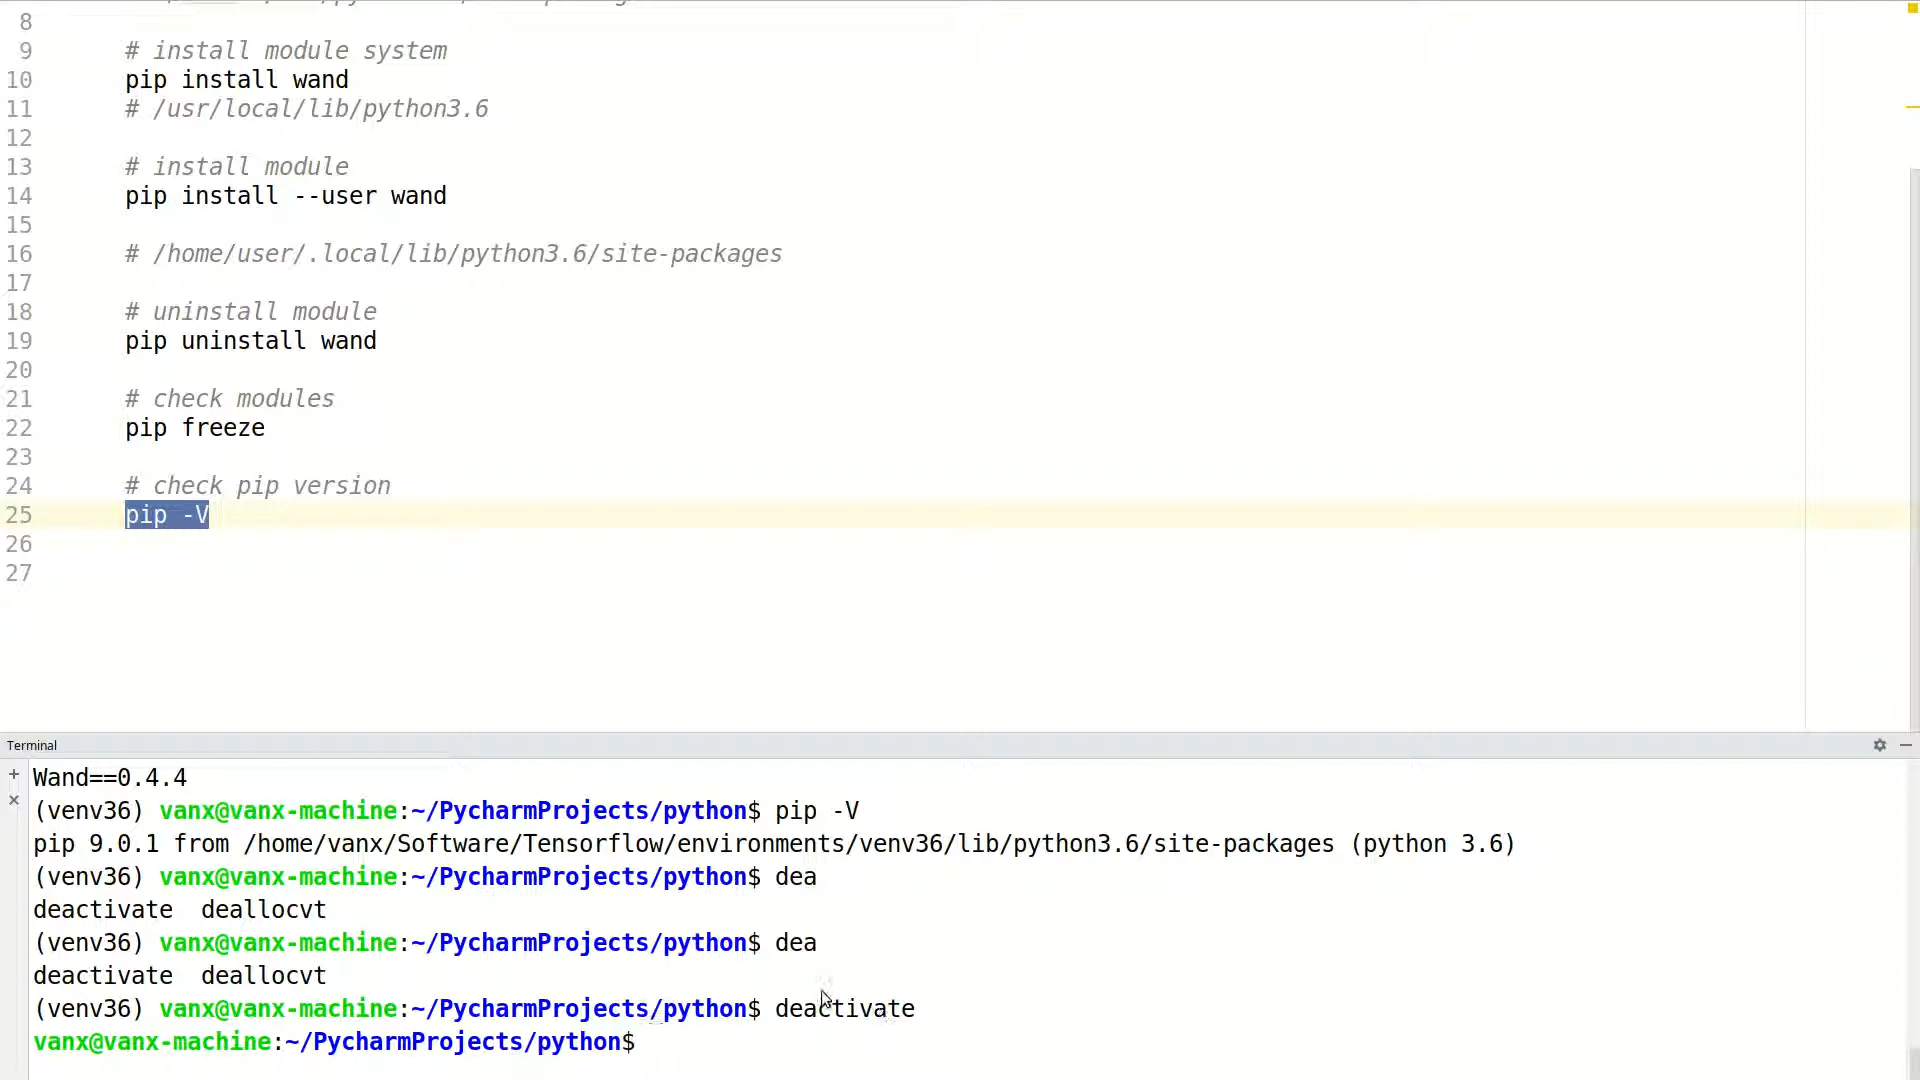 8
9 # install module system
10 pip install wand
11 # /usr/local/lib/python3.6
12
13 # install module
14 pip install --user wand
15
16 # /home/user/.local/lib/python3.6/site-packages
17
18 # uninstall module
19 pip uninstall wand
20
21 # check modules
22 pip freeze
23
24 # check pip version
25 pip -V
26
27
Terminal
Wand==0.4.4
(venv36) vanx@vanx-machine:~/PycharmProjects/python$ pip -V
pip 9.0.1 from /home/vanx/Software/Tensorflow/environments/venv36/lib/python3.6/site-packages (python 3.6)
(venv36) vanx@vanx-machine:~/PycharmProjects/python$ dea
deactivate  deallocvt
(venv36) vanx@vanx-machine:~/PycharmProjects/python$ dea
deactivate  deallocvt
(venv36) vanx@vanx-machine:~/PycharmProjects/python$ deactivate
vanx@vanx-machine:~/PycharmProjects/python$